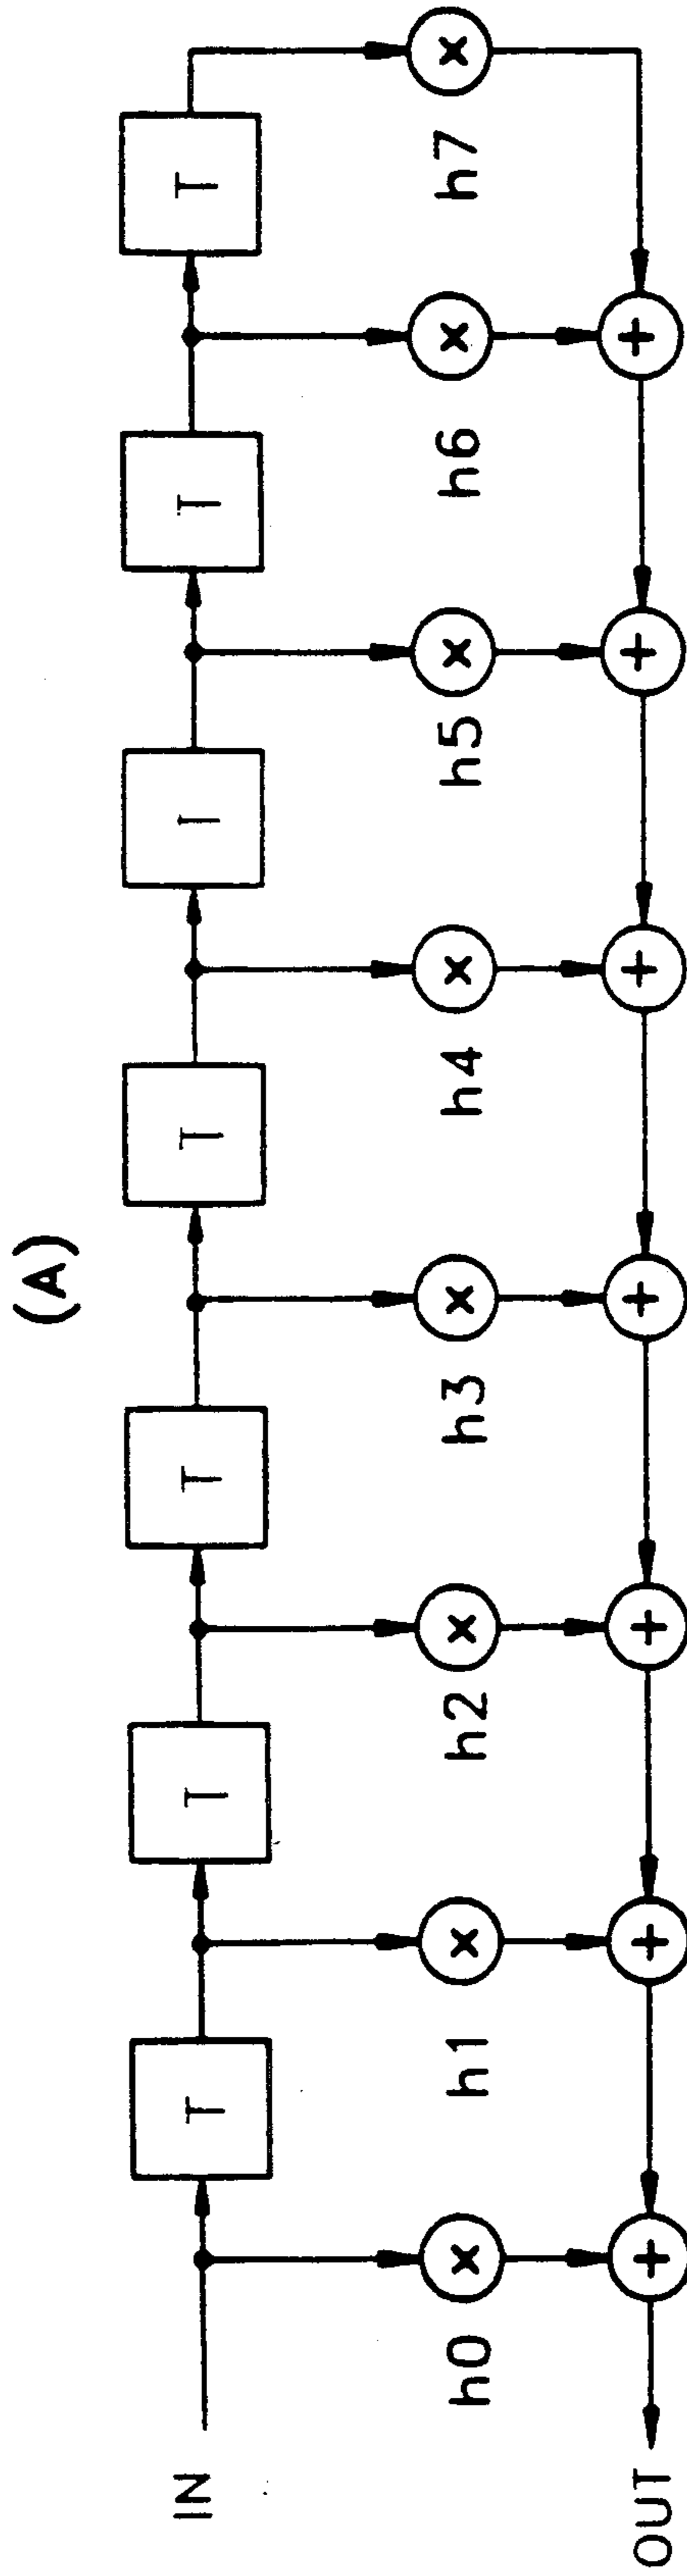 (A)
IN
T
T
T
T
T
T
T
×
×
×
×
×
×
×
×
h0
h1
h2
h3
h4
h5
h6
h7
+
+
+
+
+
+
+
OUT